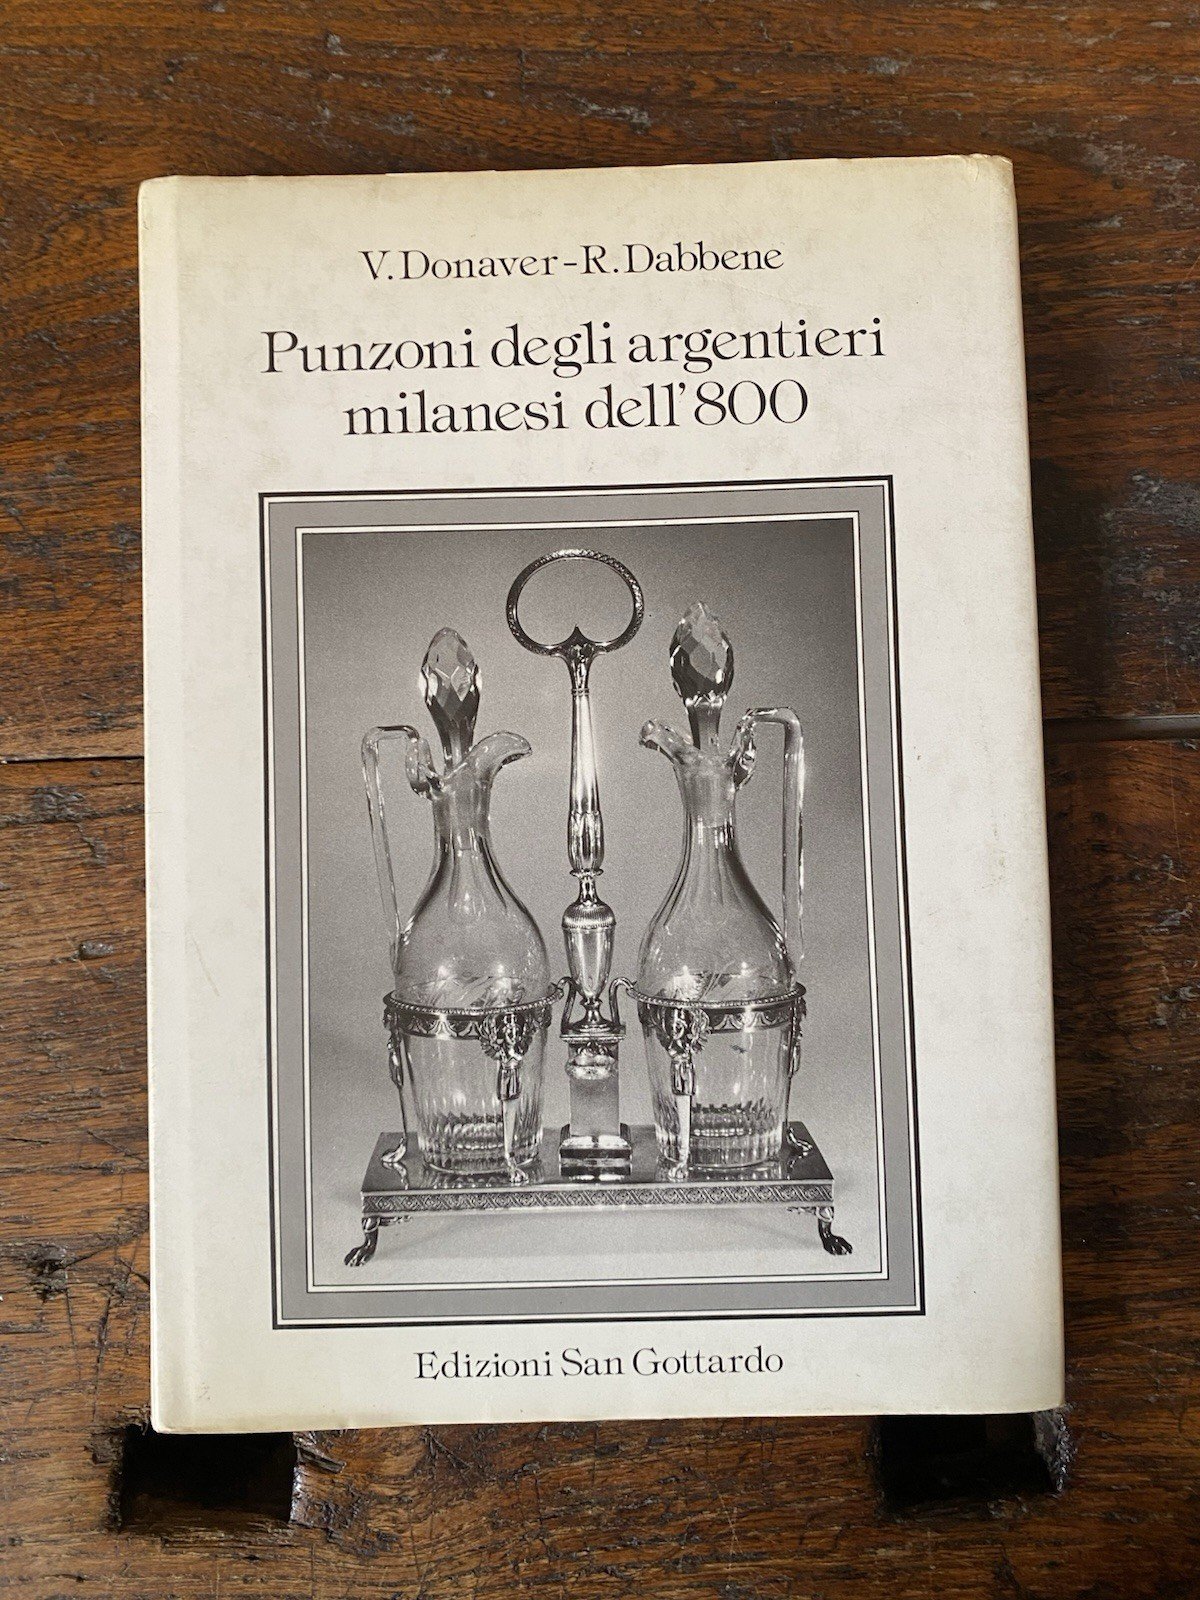 V. Donaver-R. Dabbene
Punzoni degli argentieri
milanesi dell'800
Edizioni San Gottardo